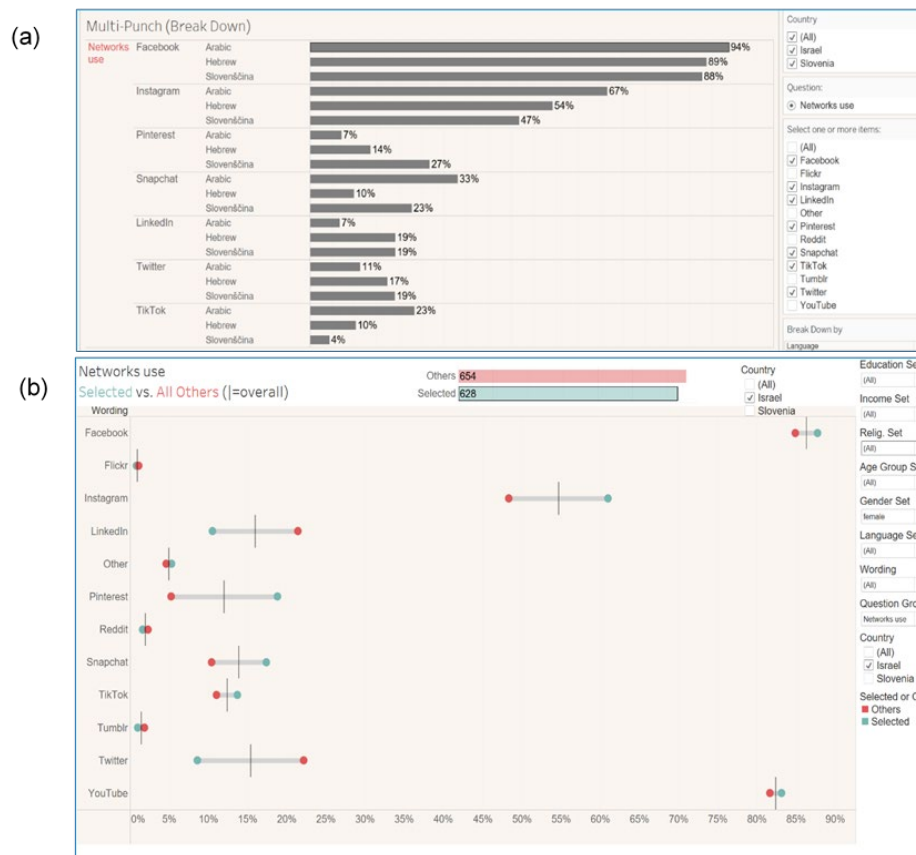 (a)
Multi-Punch (Break Down)
Networks use
Facebook Arabic 94%
Hebrew 89%
Slovenščina 88%
Instagram Arabic 67%
Hebrew 54%
Slovenščina 47%
Pinterest Arabic 7%
Hebrew 14%
Slovenščina 27%
Snapchat Arabic 33%
Hebrew 10%
Slovenščina 23%
LinkedIn Arabic 7%
Hebrew 19%
Slovenščina 19%
Twitter Arabic 11%
Hebrew 17%
Slovenščina 19%
TikTok Arabic 23%
Hebrew 10%
Slovenščina 4%
Country
(All)
Israel
Slovenia
Question:
Networks use
Select one or more items:
(All)
Facebook
Flickr
Instagram
LinkedIn
Other
Pinterest
Reddit
Snapchat
TikTok
Tumblr
Twitter
YouTube
Break Down by
Language
(b)
Networks use
Selected vs. All Others (|=overall)
Others 654
Selected 628
Country
(All)
Israel
Slovenia
Wording
Facebook
Flickr
Instagram
LinkedIn
Other
Pinterest
Reddit
Snapchat
TikTok
Tumblr
Twitter
YouTube
0% 5% 10% 15% 20% 25% 30% 35% 40% 45% 50% 55% 60% 65% 70% 75% 80% 85% 90%
Education Se
(All)
Income Set
(All)
Relig. Set
(All)
Age Group S
(All)
Gender Set
female
Language Se
(All)
Wording
(All)
Question Gro
Networks use
Country
(All)
Israel
Slovenia
Selected or O
Others
Selected